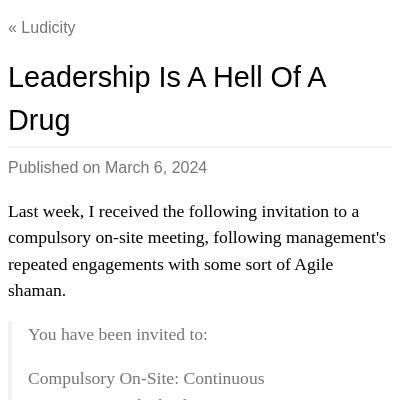 « Ludicity
Leadership Is A Hell Of A
Drug
Published on March 6, 2024
Last week, I received the following invitation to a
compulsory on-site meeting, following management's
repeated engagements with some sort of Agile
shaman.
You have been invited to:
Compulsory On-Site: Continuous